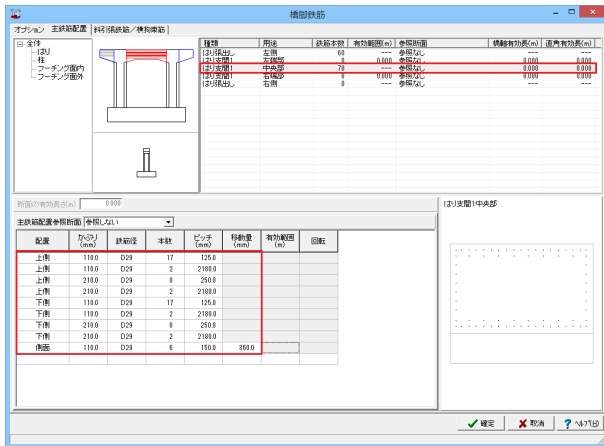 橋脚鉄筋
オプション 主鉄筋配置 斜引張鉄筋/横拘束筋
全体
はり
柱
フーチング面内
フーチング面外
種類 用途 鉄筋本数 有効範囲(m) 参照断面 橋軸有効長(m) 直角有効長(m)
はり張出し 左側 60 --- 参照なし --- ---
はり支間1 左端部 0 0.000 参照なし 0.000 0.000
はり支間1 中央部 70 --- 参照なし 0.000 0.000
はり支間1 右端部 0 0.000 参照なし 0.000 0.000
はり張出し 右側 0 --- 参照なし --- ---
断面の有効長さ(m) 0.000
主鉄筋配置参照断面 参照しない
配置 かぶり(mm) 鉄筋径 本数 ピッチ(mm) 移動量(mm) 有効範囲(m) 回転
上側 110.0 D29 17 125.0
上側 110.0 D29 2 2180.0
上側 210.0 D29 8 250.0
上側 210.0 D29 2 2180.0
下側 110.0 D29 17 125.0
下側 110.0 D29 2 2180.0
下側 210.0 D29 8 250.0
下側 210.0 D29 2 2180.0
側面 110.0 D29 6 150.0 360.0
はり支間1中央部
確定 取消 ? ヘルプ(H)